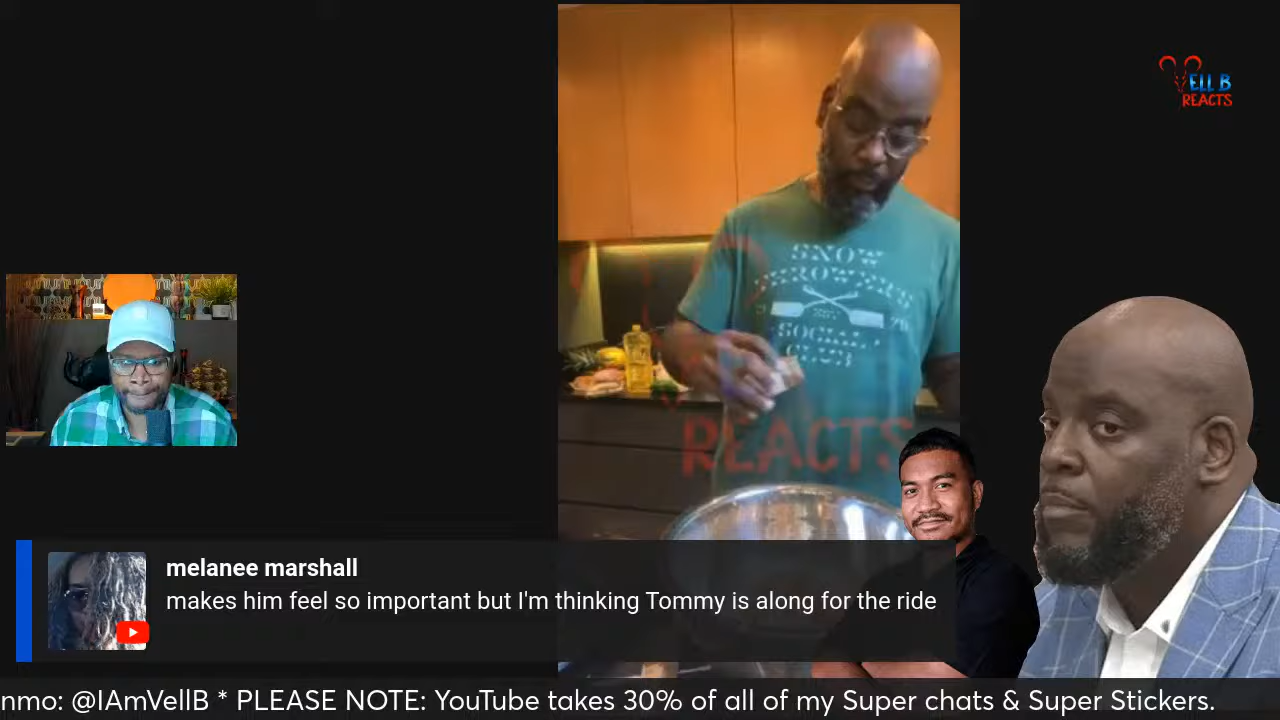 ELL B
REACTS
SNOW
SOCIAL
REACTS
melanee marshall
makes him feel so important but I'm thinking Tommy is along for the ride
nmo: @IAmVellB * PLEASE NOTE: YouTube takes 30% of all of my Super chats & Super Stickers.